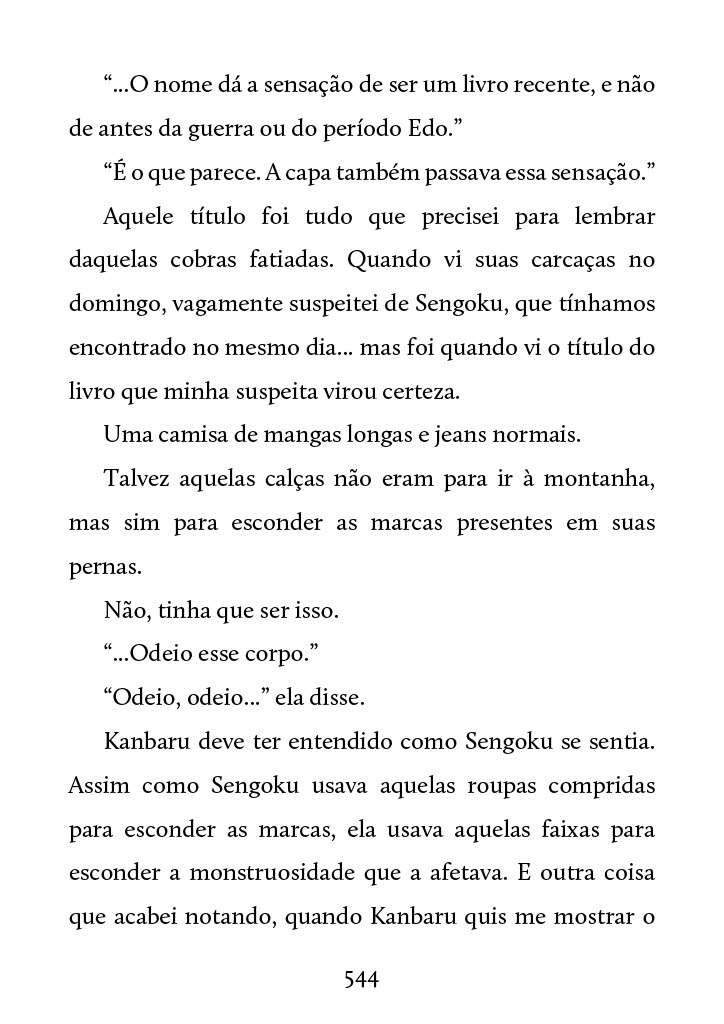 “...O nome dá a sensação de ser um livro recente, e não
de antes da guerra ou do período Edo.”
“É o que parece. A capa também passava essa sensação.”
Aquele título foi tudo que precisei para lembrar
daquelas cobras fatiadas. Quando vi suas carcaças no
domingo, vagamente suspeitei de Sengoku, que tínhamos
encontrado no mesmo dia... mas foi quando vi o título do
livro que minha suspeita virou certeza.
Uma camisa de mangas longas e jeans normais.
Talvez aquelas calças não eram para ir à montanha,
mas sim para esconder as marcas presentes em suas
pernas.
Não, tinha que ser isso.
“...Odeio esse corpo.”
“Odeio, odeio...” ela disse.
Kanbaru deve ter entendido como Sengoku se sentia.
Assim como Sengoku usava aquelas roupas compridas
para esconder as marcas, ela usava aquelas faixas para
esconder a monstruosidade que a afetava. E outra coisa
que acabei notando, quando Kanbaru quis me mostrar o
544